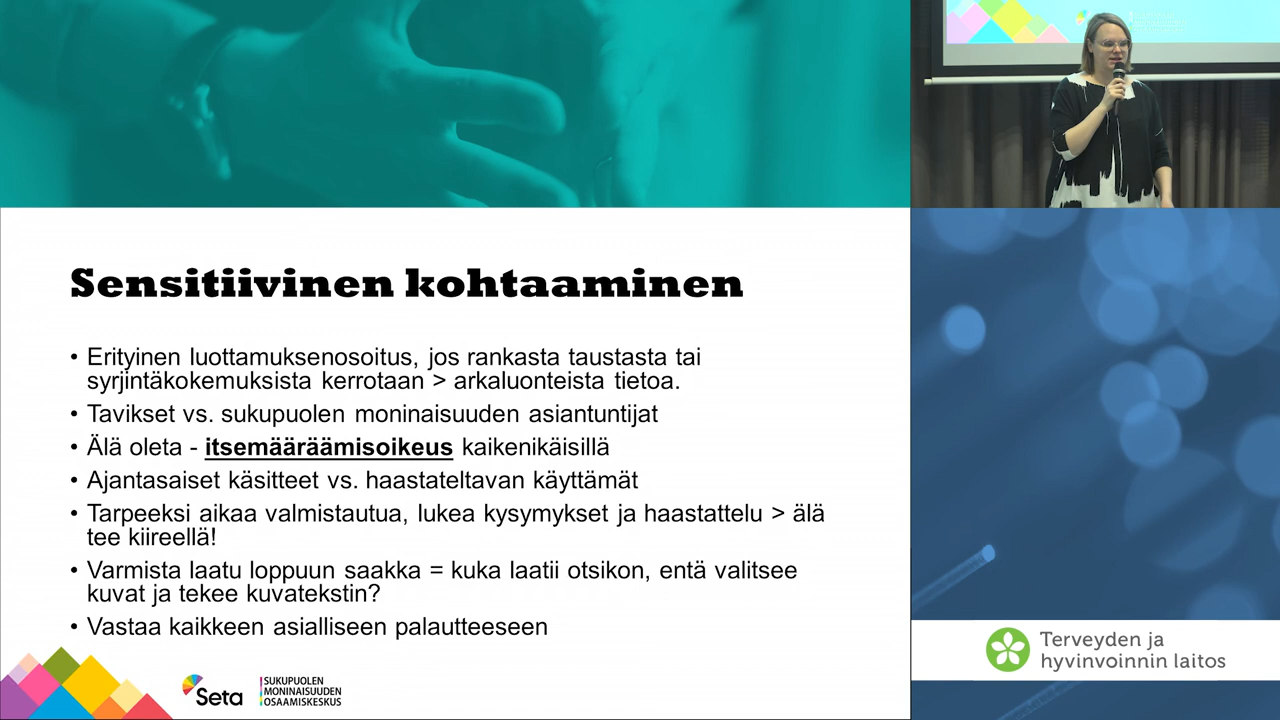 Sensitiivinen kohtaaminen
• Erityinen luottamuksenosoitus, jos rankasta taustasta tai
syrjintäkokemuksista kerrotaan > arkaluonteista tietoa.
• Tavikset vs. sukupuolen moninaisuuden asiantuntijat
• Älä oleta - itsemääräämisoikeus kaikenikäisillä
• Ajantasaiset käsitteet vs. haastateltavan käyttämät
• Tarpeeksi aikaa valmistautua, lukea kysymykset ja haastattelu > älä
tee kiireellä!
• Varmista laatu loppuun saakka = kuka laatii otsikon, entä valitsee
kuvat ja tekee kuvatekstin?
• Vastaa kaikkeen asialliseen palautteeseen
Seta
SUKUPUOLEN
MONINAISUUDEN
OSAAMISKESKUS
Terveyden ja
hyvinvoinnin laitos